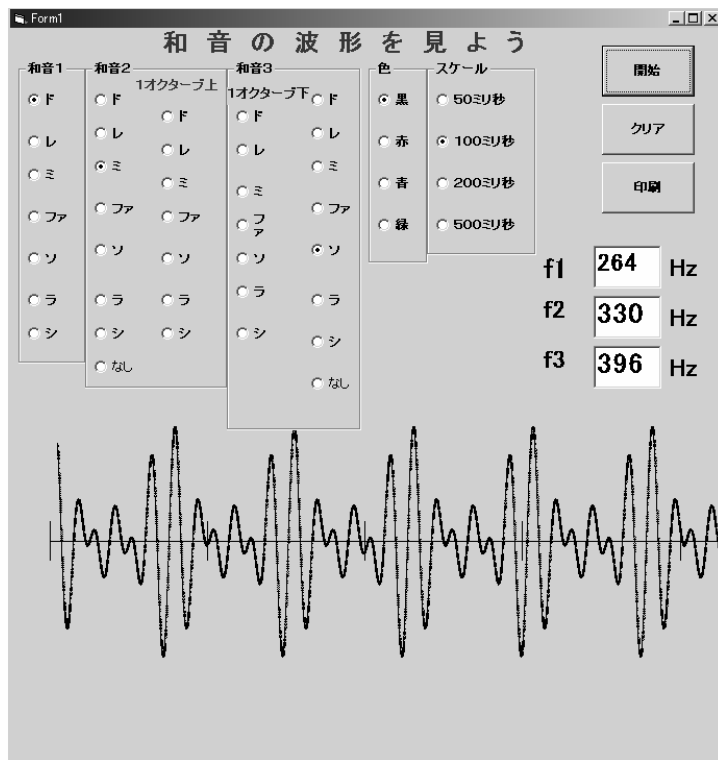 Form1
和音の波形を見よう
和音1
ド
レ
ミ
ファ
ソ
ラ
シ
和音2
ド
レ
ミ
ファ
ソ
ラ
シ
なし
1オクターブ上
ド
レ
ミ
ファ
ソ
ラ
シ
和音3
1オクターブ下
ド
レ
ミ
ファ
ソ
ラ
シ
ド
レ
ミ
ファ
ソ
ラ
シ
なし
色
黒
赤
青
緑
スケール
50ミリ秒
100ミリ秒
200ミリ秒
500ミリ秒
開始
クリア
印刷
f1 264 Hz
f2 330 Hz
f3 396 Hz